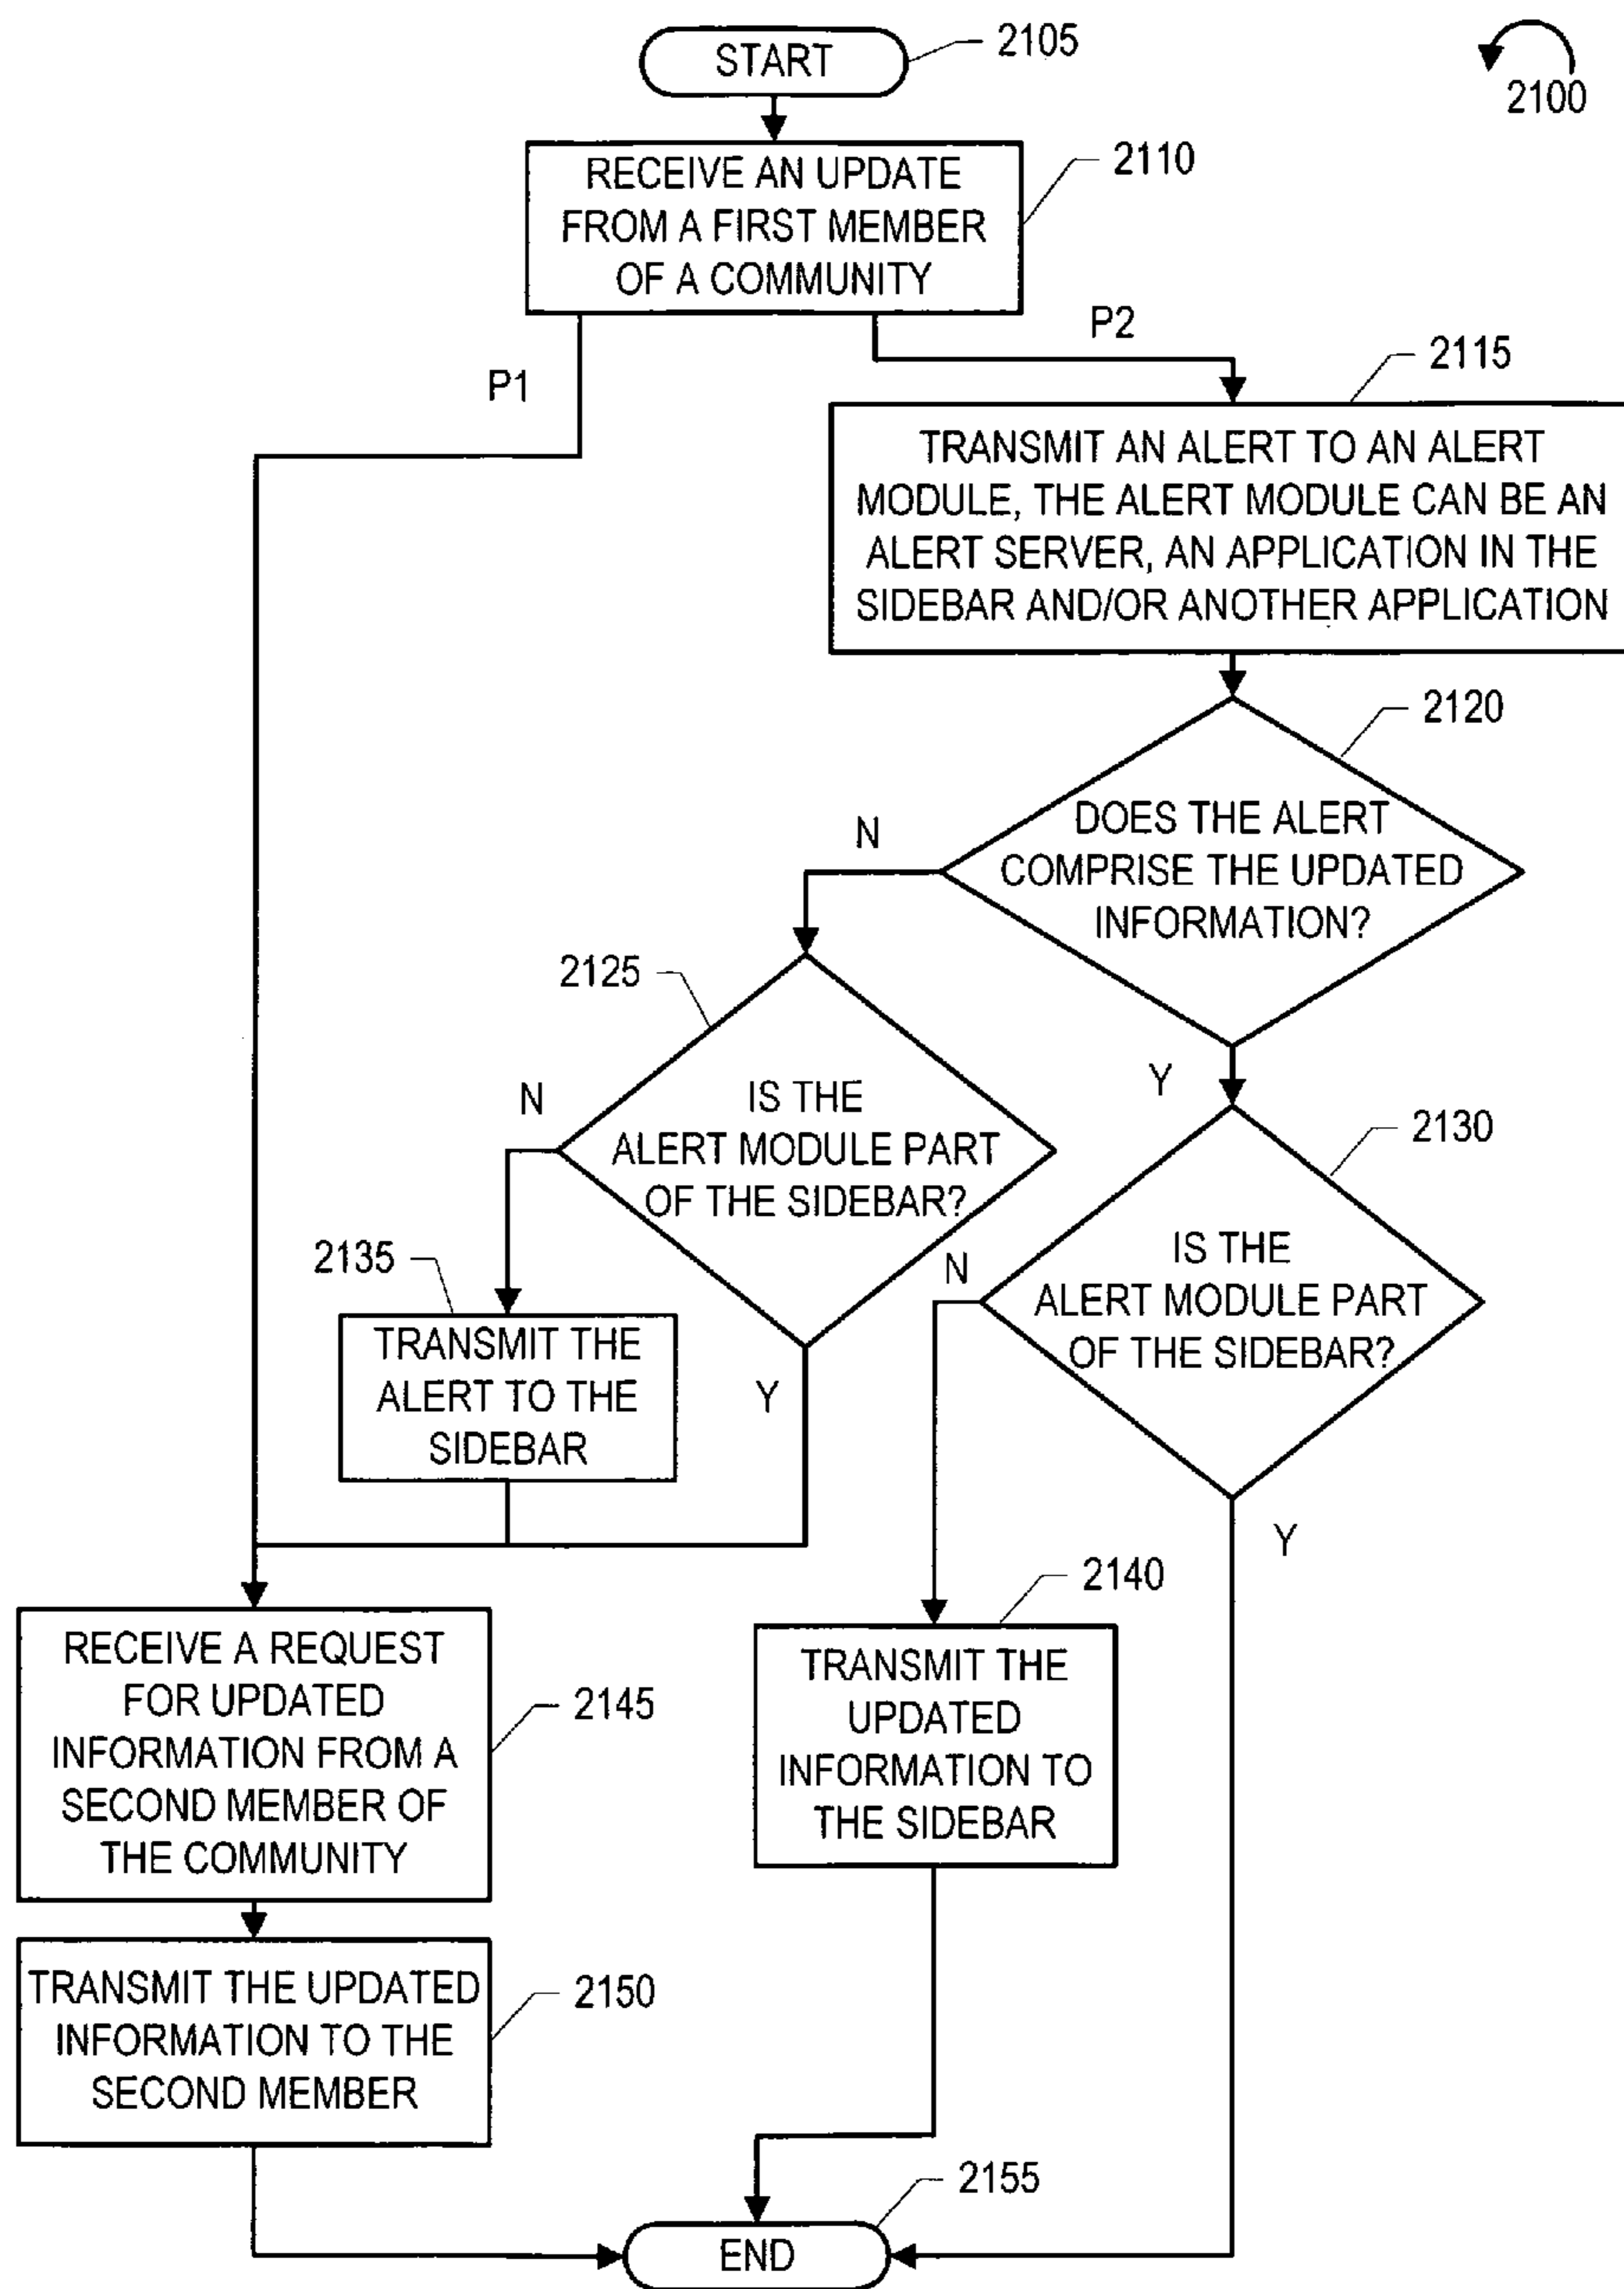 START
2105
2100
RECEIVE AN UPDATE
FROM A FIRST MEMBER
OF A COMMUNITY
2110
P1
P2
2115
TRANSMIT AN ALERT TO AN ALERT
MODULE, THE ALERT MODULE CAN BE AN
ALERT SERVER, AN APPLICATION IN THE
SIDEBAR AND/OR ANOTHER APPLICATION
2120
DOES THE ALERT
COMPRISE THE UPDATED
INFORMATION?
N
Y
2125
IS THE
ALERT MODULE PART
OF THE SIDEBAR?
N
Y
2130
IS THE
ALERT MODULE PART
OF THE SIDEBAR?
N
Y
2135
TRANSMIT THE
ALERT TO THE
SIDEBAR
2140
TRANSMIT THE
UPDATED
INFORMATION TO
THE SIDEBAR
RECEIVE A REQUEST
FOR UPDATED
INFORMATION FROM A
SECOND MEMBER OF
THE COMMUNITY
2145
TRANSMIT THE UPDATED
INFORMATION TO THE
SECOND MEMBER
2150
2155
END